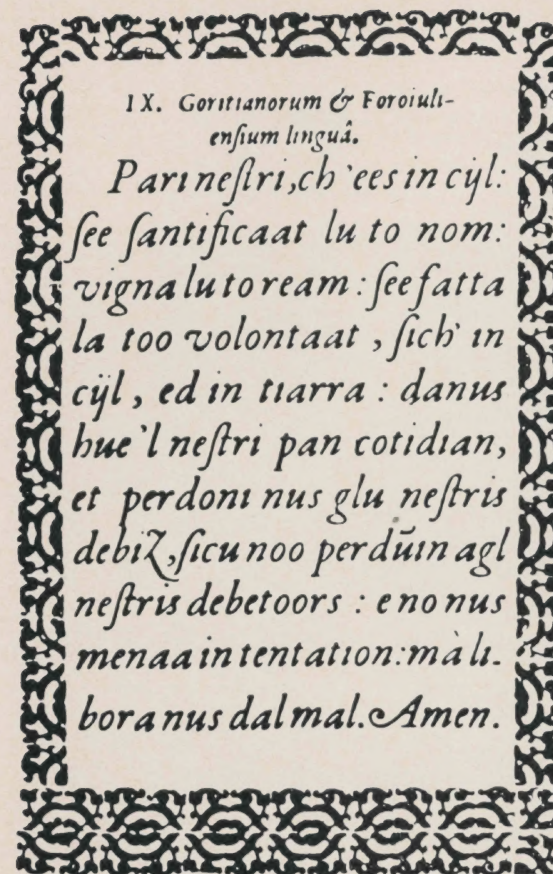 IX. Goritianorum & Foroiuli-
ensium linguâ.
Pari neſtri, ch'ees in cÿl:
ſee ſantificaat lu to nom:
vigna lu to ream: ſee fatta
la too volontaat, ſich' in
cÿl, ed in tiarra: danus
hue'l neſtri pan cotidian,
et perdoni nus glu neſtris
debiz, ſicu noo perdūin agl
neſtris debetoors: e no nus
menaa in tentation: mà li-
bora nus dal mal. Amen.